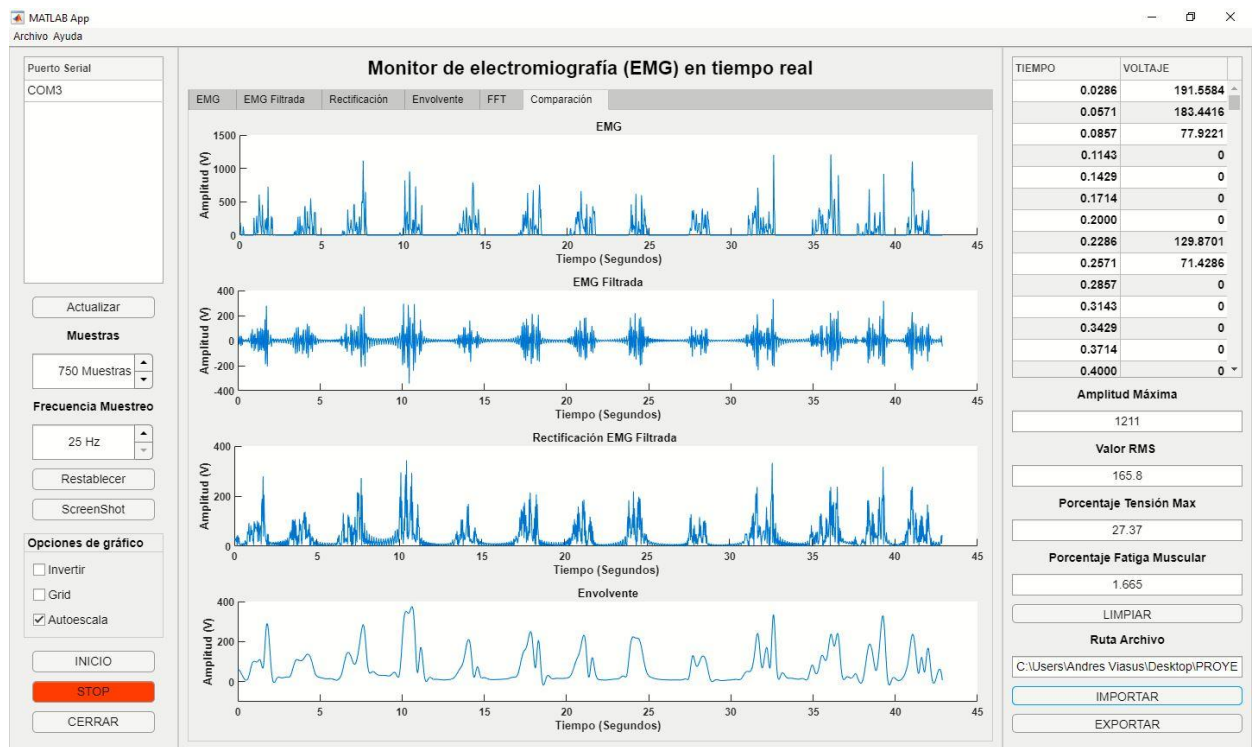 MATLAB App
Archivo Ayuda
Puerto Serial
COM3
Actualizar
Muestras
750 Muestras
Frecuencia Muestreo
25 Hz
Restablecer
ScreenShot
Opciones de gráfico
Invertir
Grid
Autoescala
INICIO
STOP
CERRAR
Monitor de electromiografía (EMG) en tiempo real
EMG EMG Filtrada Rectificación Envolvente FFT Comparación
EMG
Amplitud (V)
1500
1000
500
0
0 5 10 15 20 25 30 35 40 45
Tiempo (Segundos)
EMG Filtrada
Amplitud (V)
400
200
0
-200
-400
0 5 10 15 20 25 30 35 40 45
Tiempo (Segundos)
Rectificación EMG Filtrada
Amplitud (V)
400
200
0
0 5 10 15 20 25 30 35 40 45
Tiempo (Segundos)
Envolvente
Amplitud (V)
400
200
0
0 5 10 15 20 25 30 35 40 45
Tiempo (Segundos)
TIEMPO VOLTAJE
0.0286 191.5584
0.0571 183.4416
0.0857 77.9221
0.1143 0
0.1429 0
0.1714 0
0.2000 0
0.2286 129.8701
0.2571 71.4286
0.2857 0
0.3143 0
0.3429 0
0.3714 0
0.4000 0
Amplitud Máxima
1211
Valor RMS
165.8
Porcentaje Tensión Max
27.37
Porcentaje Fatiga Muscular
1.665
LIMPIAR
Ruta Archivo
C:\Users\Andres Viasus\Desktop\PROYE
IMPORTAR
EXPORTAR